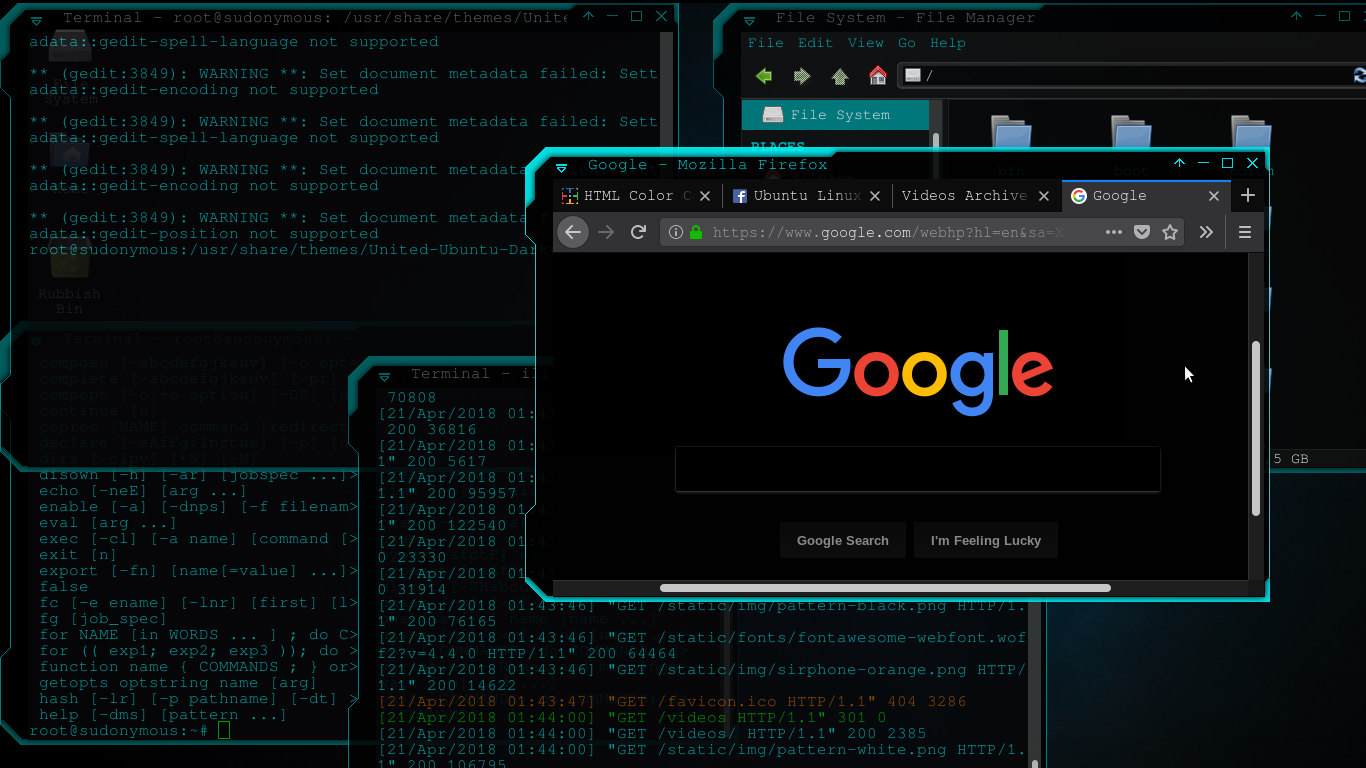 Terminal - root@sudonymous: /usr/share/themes/Unite
adata::gedit-spell-language not supported
** (gedit:3849): WARNING **: Set document metadata failed: Sett
adata::gedit-encoding not supported
** (gedit:3849): WARNING **: Set document metadata failed: Sett
adata::gedit-spell-language not supported
** (gedit:3849): WARNING **: Set document metadata
adata::gedit-encoding not supported
** (gedit:3849): WARNING **: Set document metadata
adata::gedit-position not supported
root@sudonymous:/usr/share/themes/United-Ubuntu-Dar
System
Rubbish
Bin
File System - File Manager
File Edit View Go Help
/
File System
PLACES
5 GB
Google - Mozilla Firefox
HTML Color C
Ubuntu Linux
Videos Archive
Google
https://www.google.com/webhp?hl=en&sa=X
Google
Google Search
I'm Feeling Lucky
Terminal - root@sudonymous: ~
compgen [-abcdefgjksuv] [-o opt>
complete [-abcdefgjksuv] [-pr]
continue [n]
coproc [NAME] command [redirect
declare [-aAfFgilnrtux] [-p]
dirs [-clpv] [+N] [-N]
disown [-h] [-ar] [jobspec ...]>
echo [-neE] [arg ...]
enable [-a] [-dnps] [-f filenam>
eval [arg ...]
exec [-cl] [-a name] [command [>
exit [n]
export [-fn] [name[=value] ...]>
false
fc [-e ename] [-lnr] [first] [l>
fg [job_spec]
for NAME [in WORDS ... ] ; do C>
for (( exp1; exp2; exp3 )); do >
function name { COMMANDS ; } or>
getopts optstring name [arg]
hash [-lr] [-p pathname] [-dt] >
help [-dms] [pattern ...]
root@sudonymous:~#
Terminal -
70808
[21/Apr/2018 01:43
200 36816
[21/Apr/2018 01:4
1" 200 5617
[21/Apr/2018 01:4
1.1" 200 95957
[21/Apr/2018 01:4
1" 200 122540
[21/Apr/2018 01:4
0 23330
[21/Apr/2018 01:4
0 31914
[21/Apr/2018 01:43:46] "GET /static/img/pattern-black.png HTTP/1.
1" 200 76165
[21/Apr/2018 01:43:46] "GET /static/fonts/fontawesome-webfont.wof
f2?v=4.4.0 HTTP/1.1" 200 64464
[21/Apr/2018 01:43:46] "GET /static/img/sirphone-orange.png HTTP/
1.1" 200 14622
[21/Apr/2018 01:43:47] "GET /favicon.ico HTTP/1.1" 404 3286
[21/Apr/2018 01:44:00] "GET /videos HTTP/1.1" 301 0
[21/Apr/2018 01:44:00] "GET /videos/ HTTP/1.1" 200 2385
[21/Apr/2018 01:44:00] "GET /static/img/pattern-white.png HTTP/1.
1" 200 106795